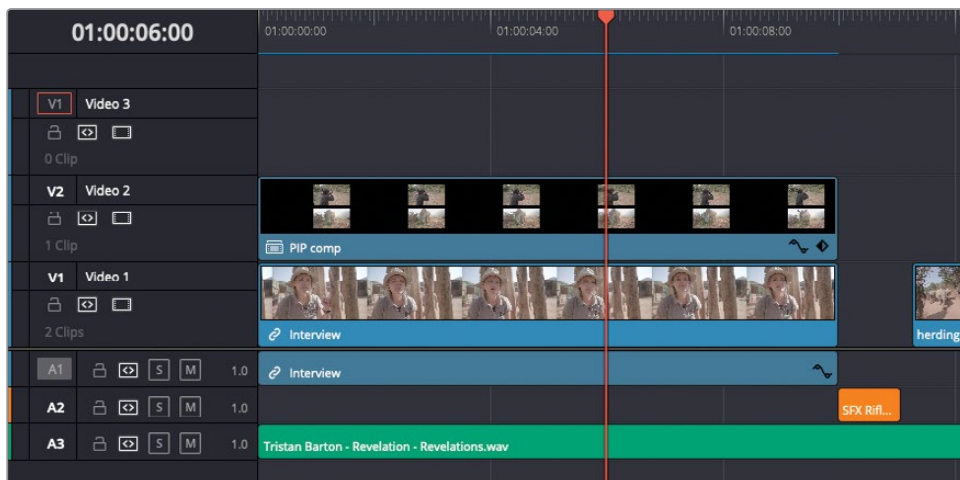 01:00:06:00
01:00:00:00 01:00:04:00 01:00:08:00
V1 Video 3
0 Clip
V2 Video 2
1 Clip
PIP comp
V1 Video 1
2 Clips
Interview
herding
A1 S M 1.0 Interview
A2 S M 1.0
SFX Rifl...
A3 S M 1.0 Tristan Barton - Revelation - Revelations.wav